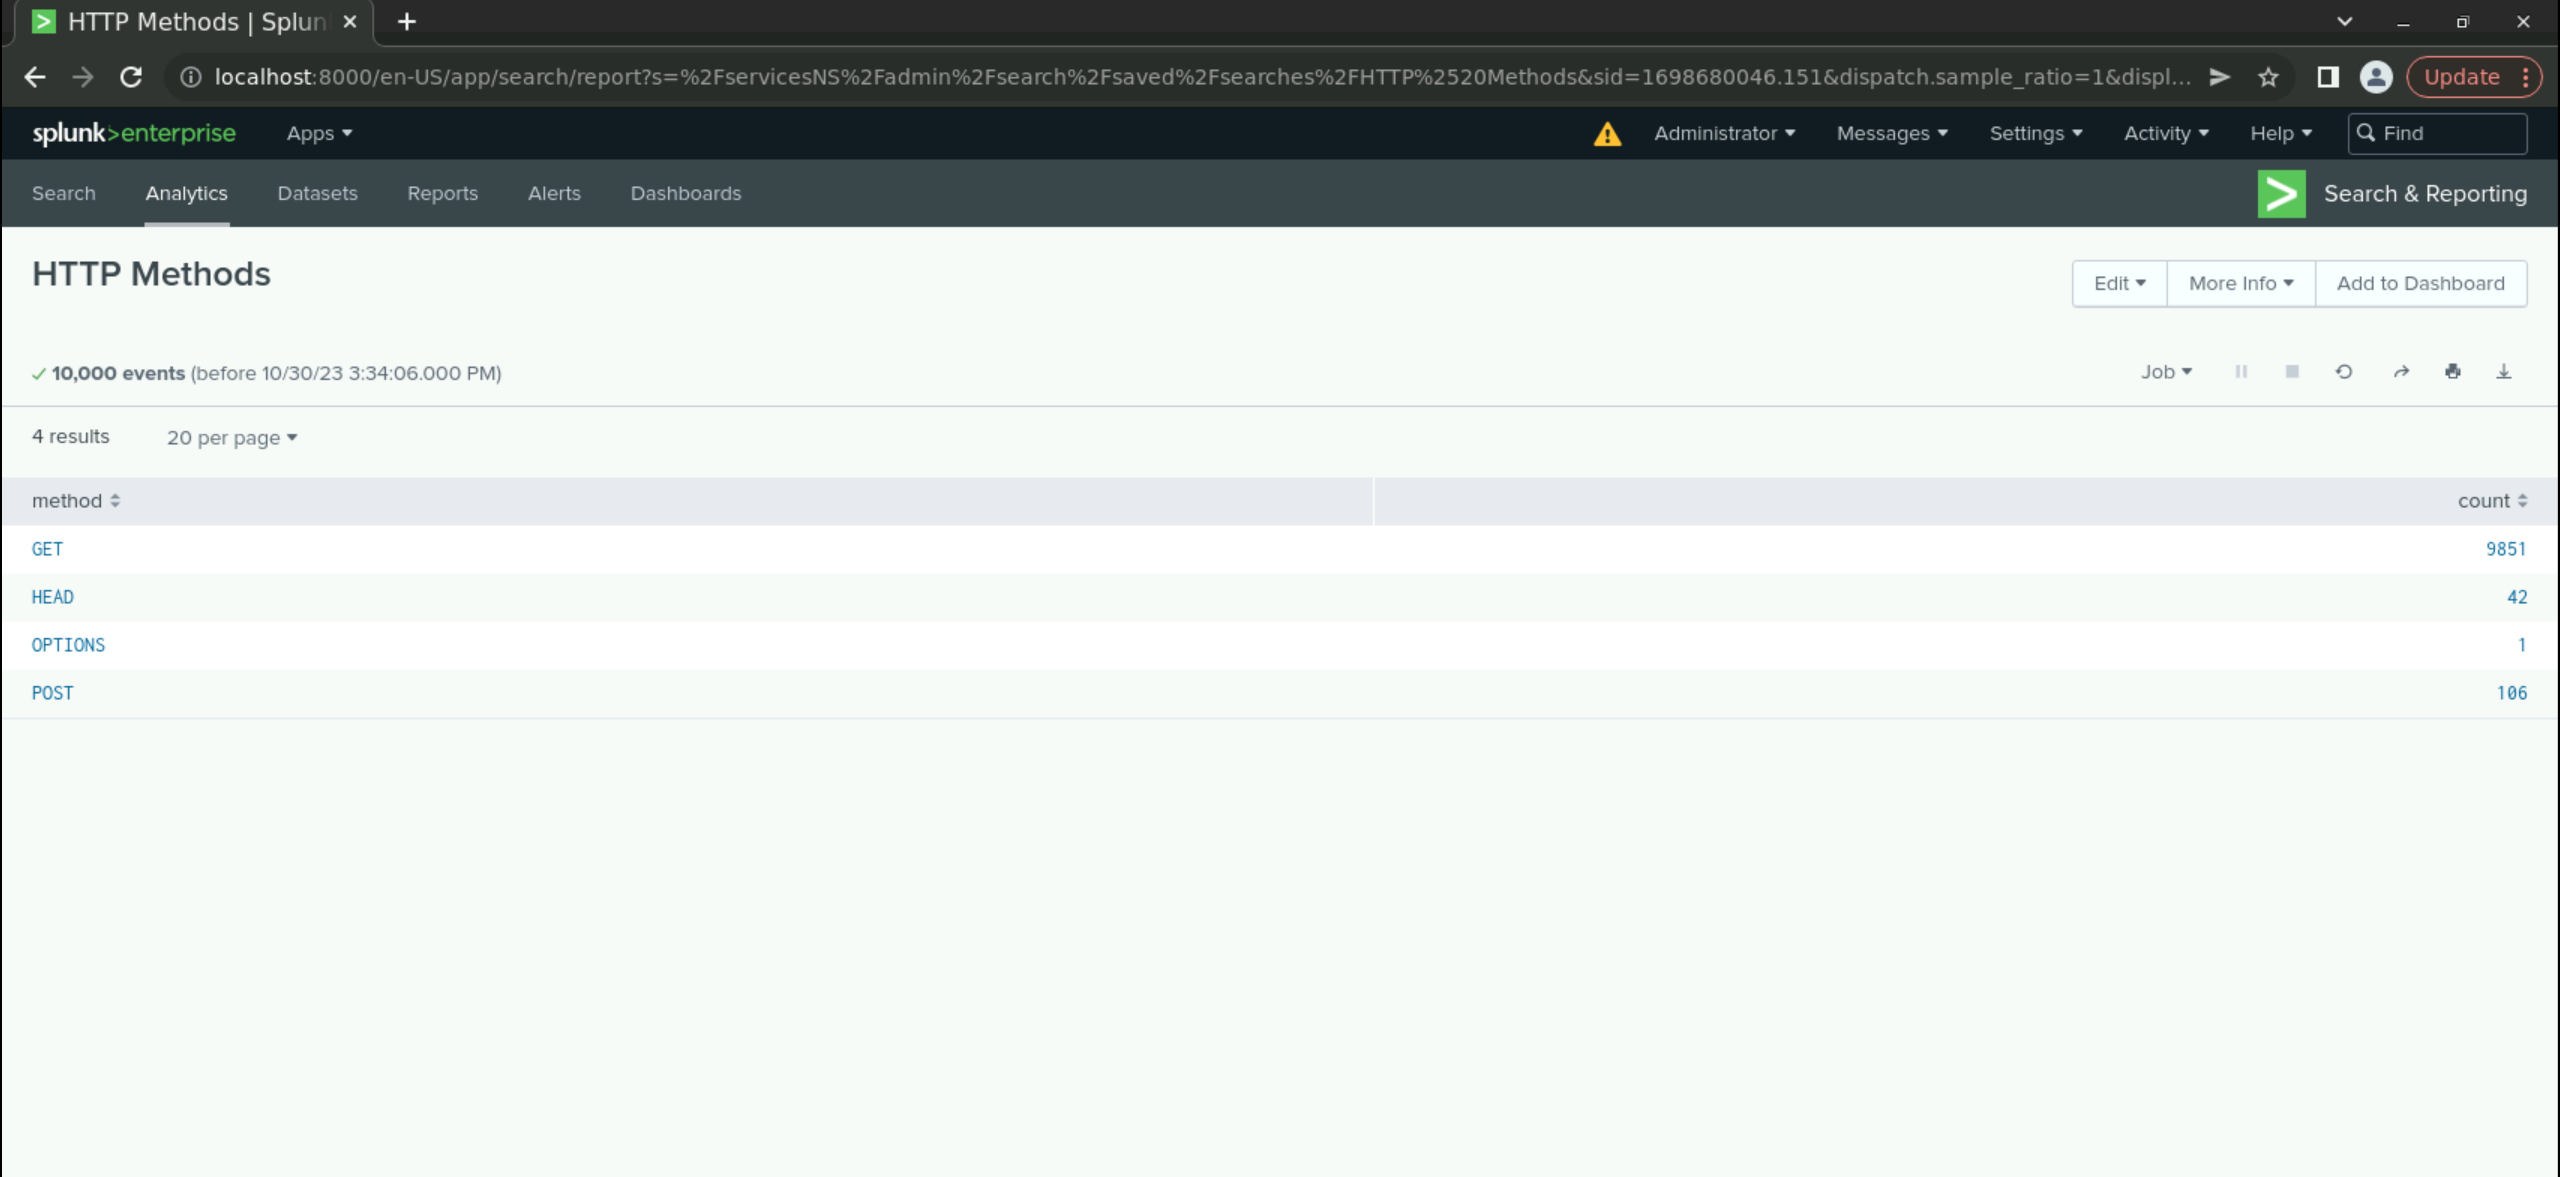 HTTP Methods | Splun
localhost:8000/en-US/app/search/report?s=%2FservicesNS%2Fadmin%2Fsearch%2Fsaved%2Fsearches%2FHTTP%2520Methods&sid=1698680046.151&dispatch.sample_ratio=1&displ... Update
splunk>enterprise Apps Administrator Messages Settings Activity Help Find
Search Analytics Datasets Reports Alerts Dashboards Search & Reporting
HTTP Methods
Edit More Info Add to Dashboard
10,000 events (before 10/30/23 3:34:06.000 PM) Job
4 results 20 per page
method count
GET 9851
HEAD 42
OPTIONS 1
POST 106